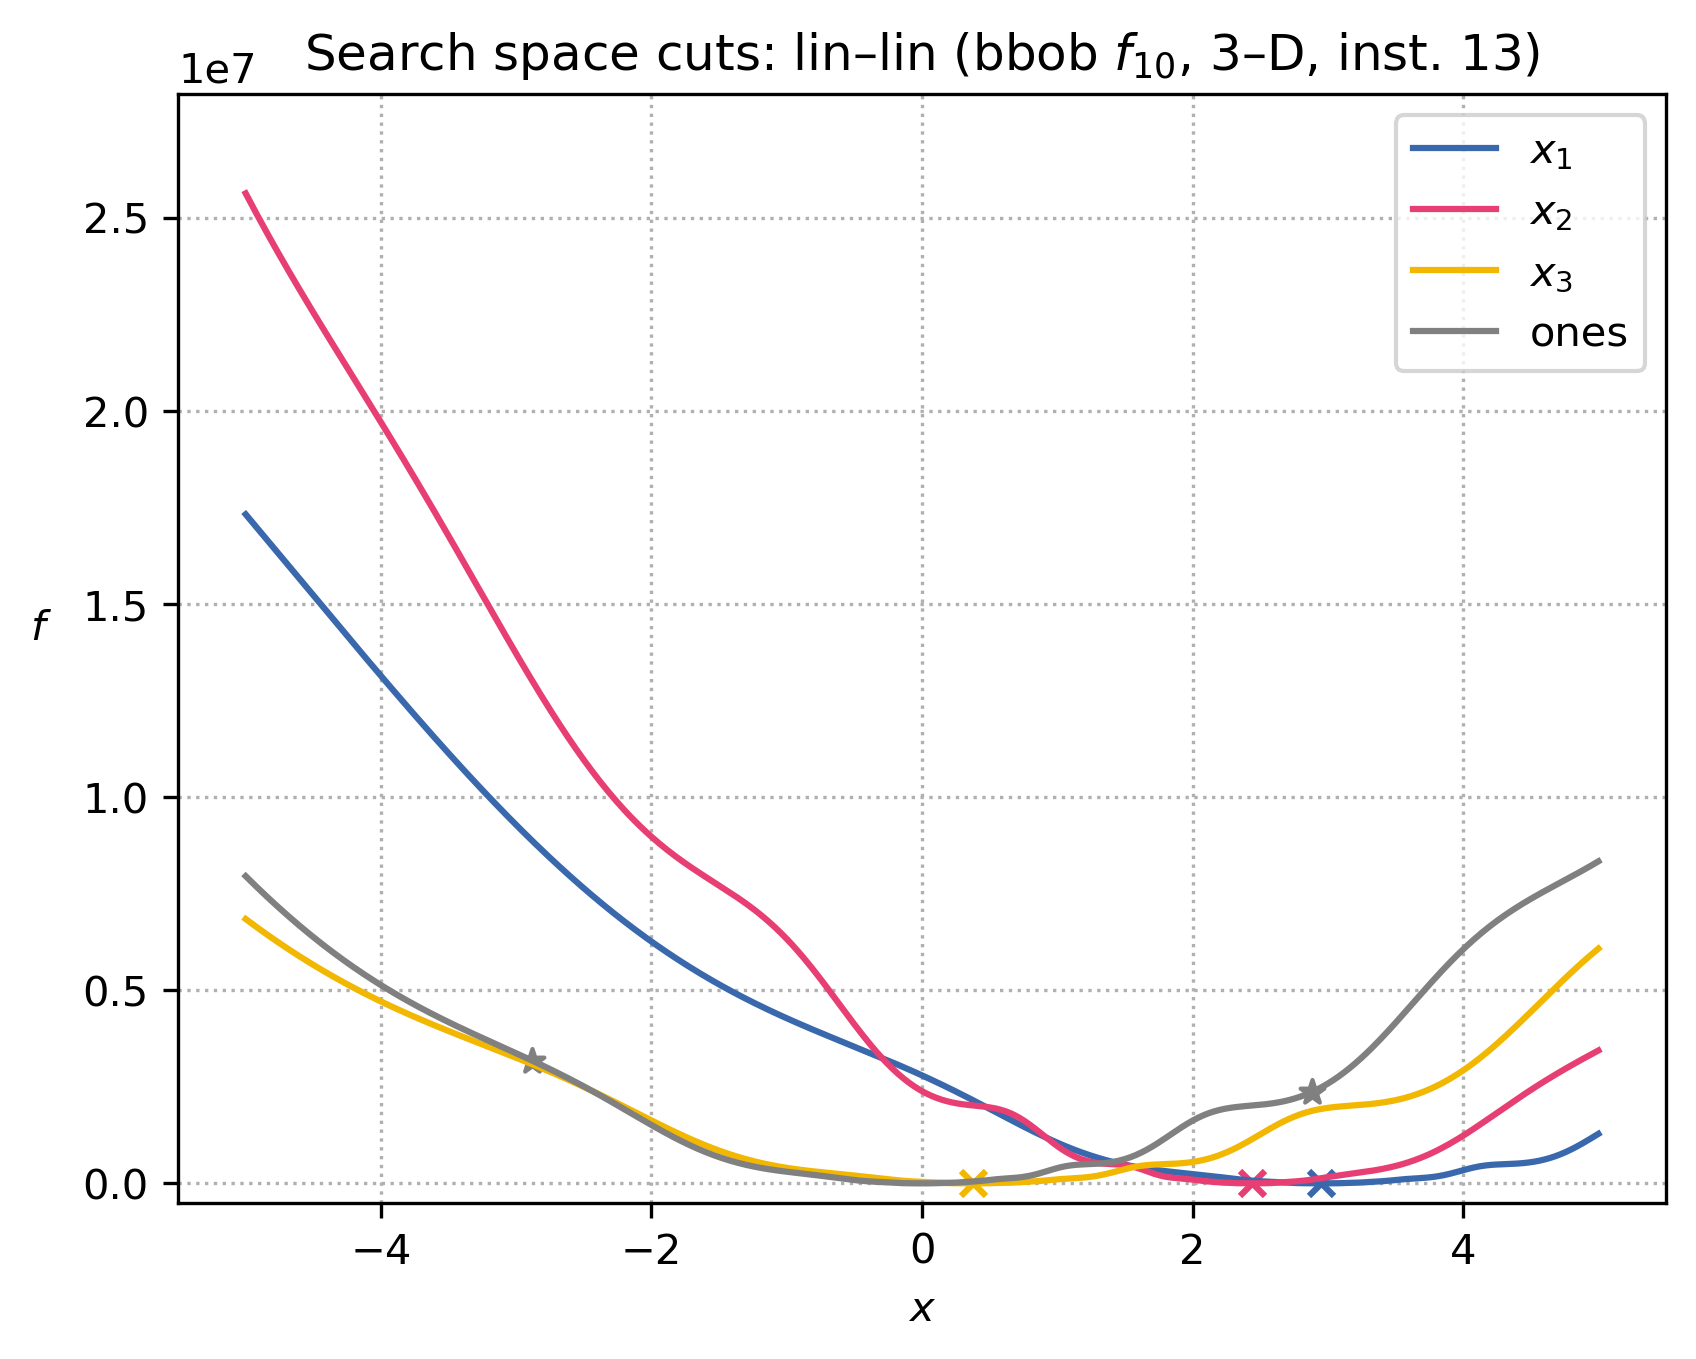 Search space cuts: lin–lin (bbob f₁₀, 3–D, inst. 13)
1e7
2.5
2.0
1.5
1.0
0.5
0.0
f
−4 −2 0 2 4
x
x₁
x₂
x₃
ones